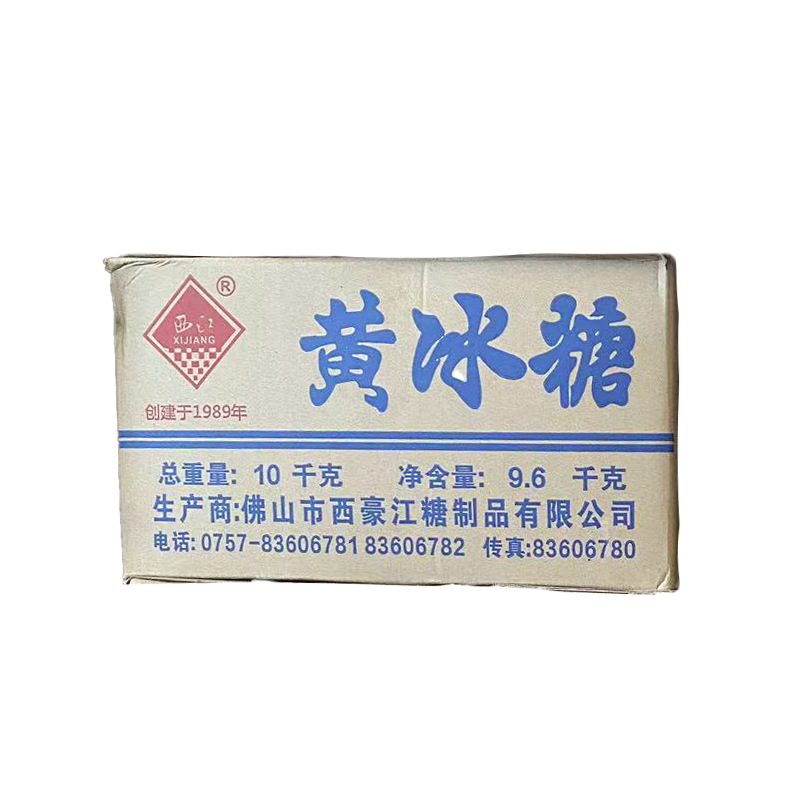 西江
XIJIANG
®
创建于1989年
黄冰糖
总重量: 10 千克 净含量: 9.6 千克
生产商:佛山市西豪江糖制品有限公司
电话: 0757-83606781 83606782 传真:83606780